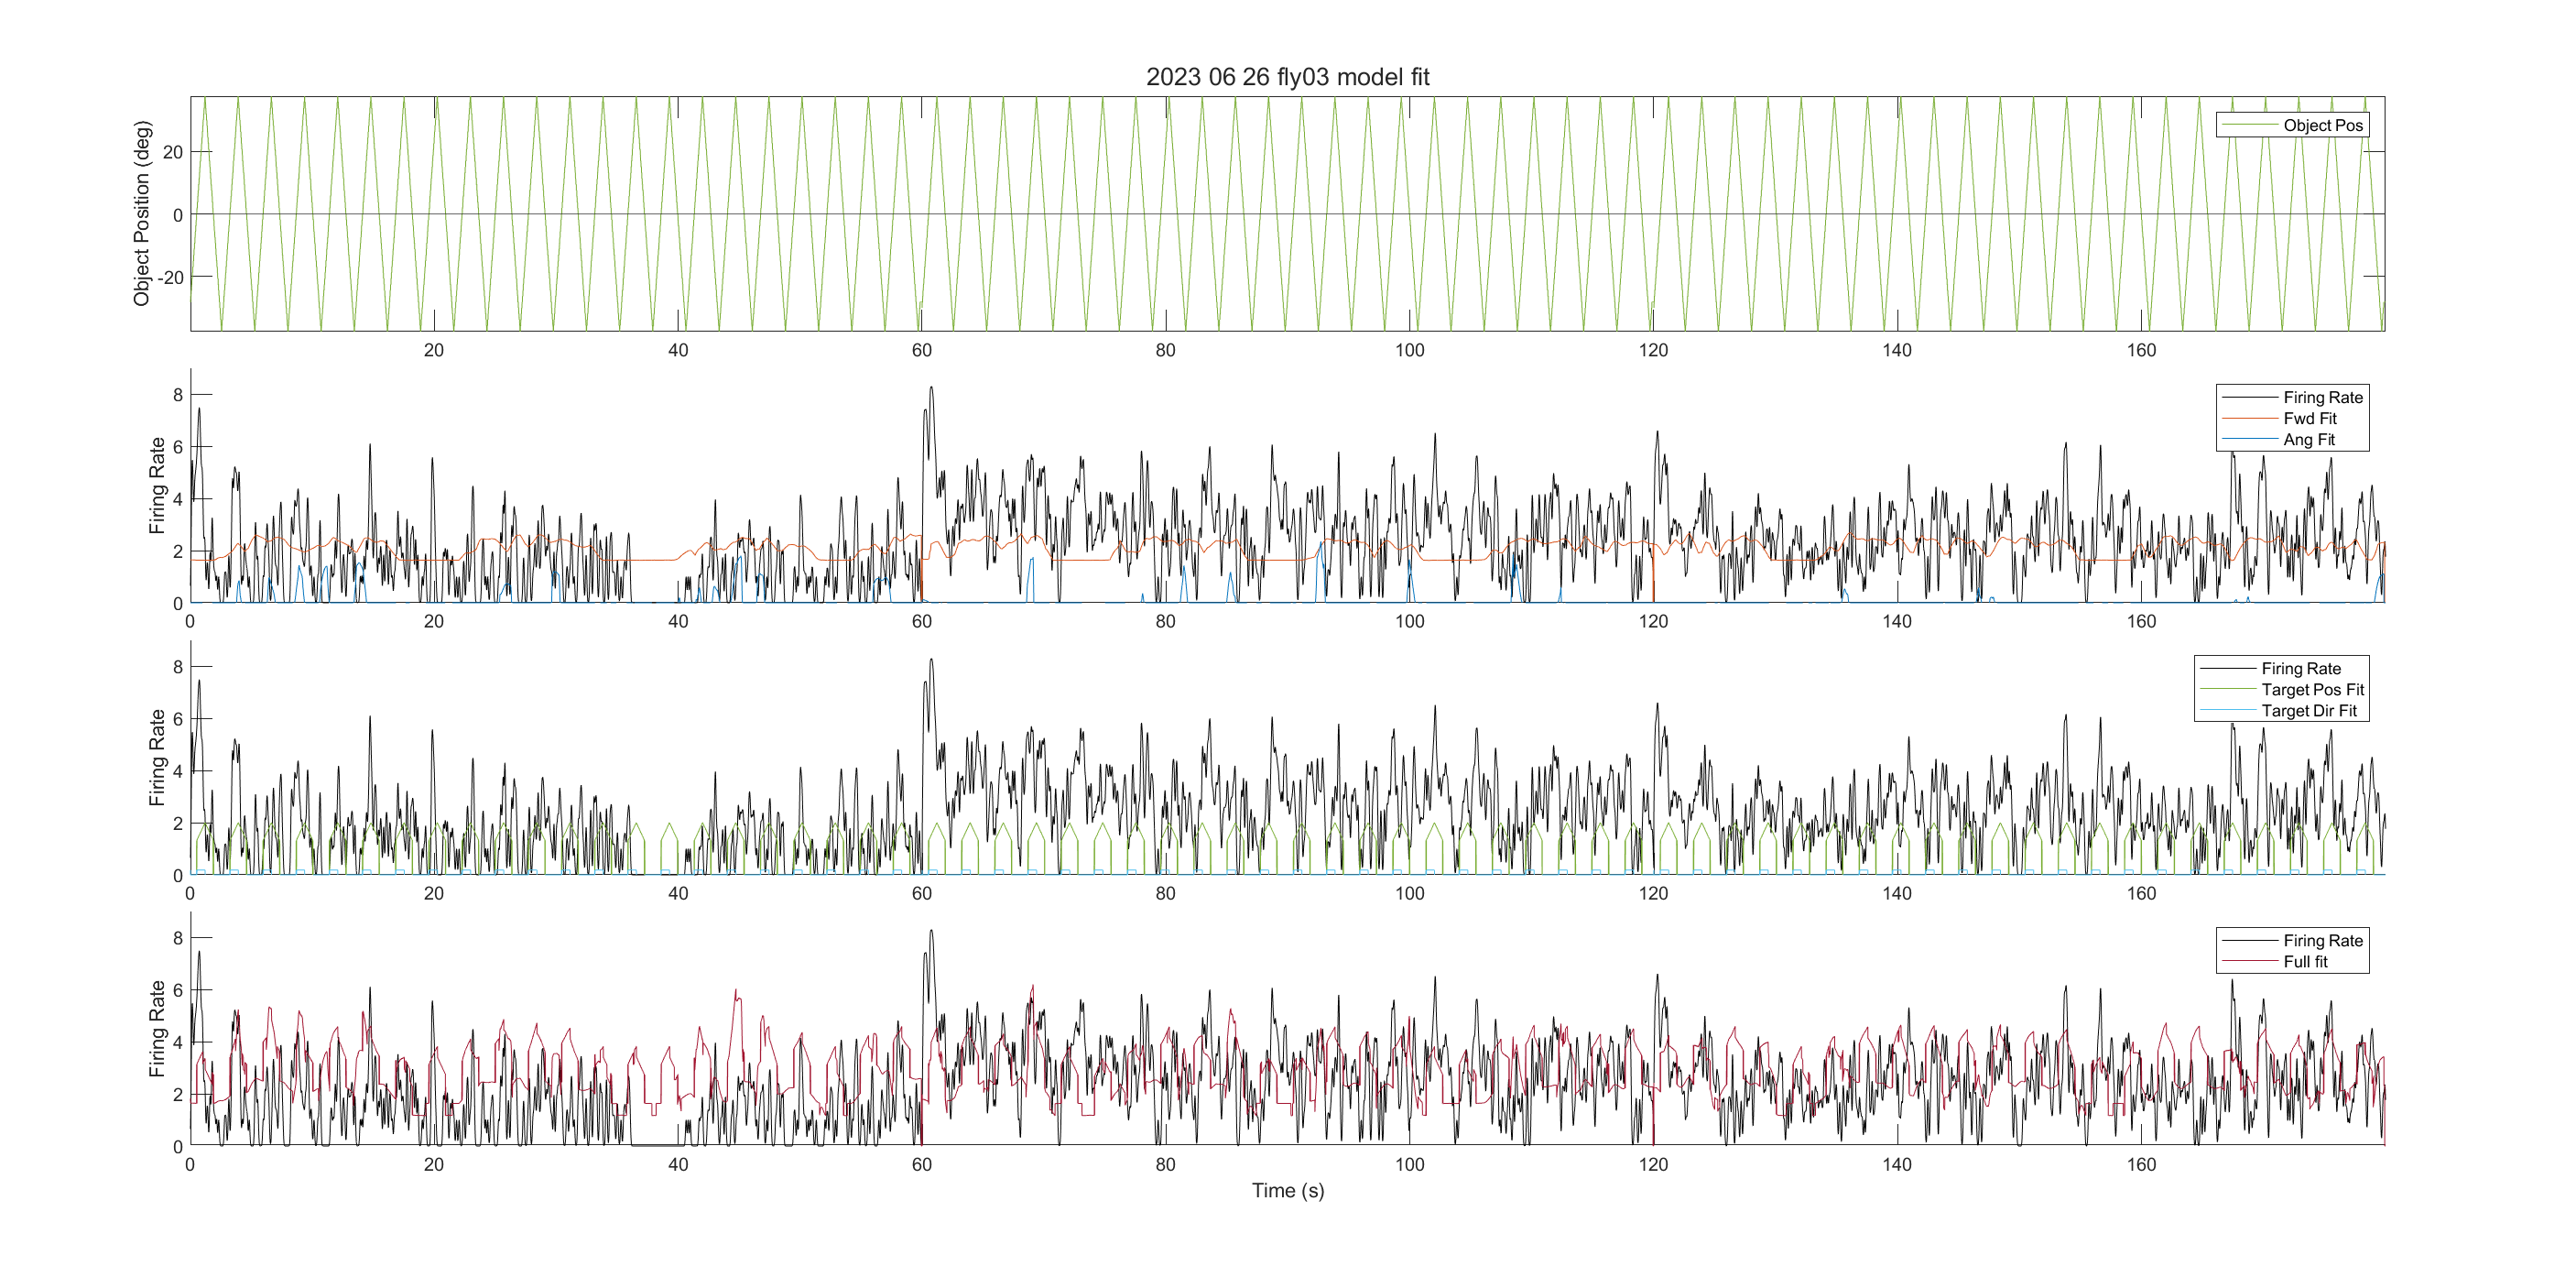 2023 06 26 fly03 model fit
Object Position (deg)
20
0
-20
Object Pos
20 40 60 80 100 120 140 160
Firing Rate
8
6
4
2
0
Firing Rate
Fwd Fit
Ang Fit
0 20 40 60 80 100 120 140 160
Firing Rate
8
6
4
2
0
Firing Rate
Target Pos Fit
Target Dir Fit
0 20 40 60 80 100 120 140 160
Firing Rate
8
6
4
2
0
Firing Rate
Full fit
0 20 40 60 80 100 120 140 160
Time (s)